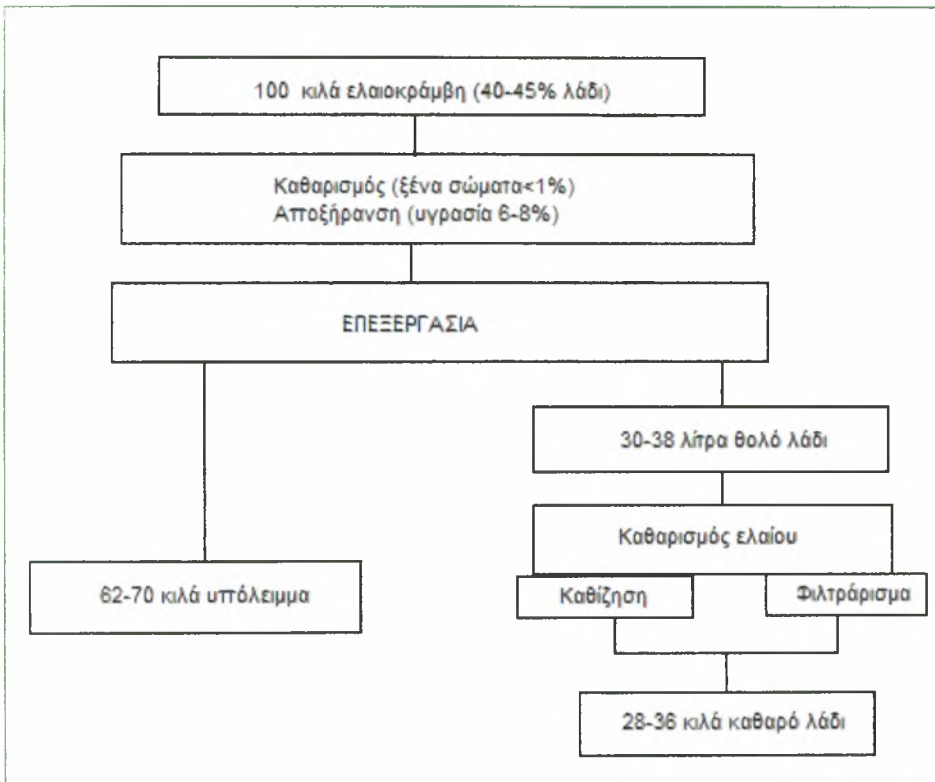 100 κιλά ελαιοκράμβη (40-45% λάδι)
Καθαρισμός (ξένα σώματα<1%)
Αποξήρανση (υγρασία 6-8%)
ΕΠΕΞΕΡΓΑΣΙΑ
30-38 λίτρα θολό λάδι
Καθαρισμός ελαίου
62-70 κιλά υπόλειμμα
Καθίζηση
Φιλτράρισμα
28-36 κιλά καθαρό λάδι